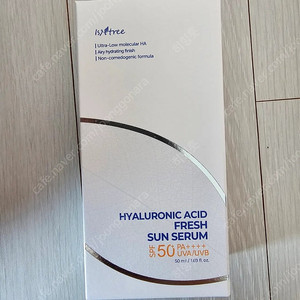 isntree
• Ultra-Low molecular HA
• Airy hydrating finish
• Non-comedogenic formula
HYALURONIC ACID
FRESH
SUN SERUM
SPF 50+ PA++++
UVA/UVB
50 ml / 1.69 fl. oz.